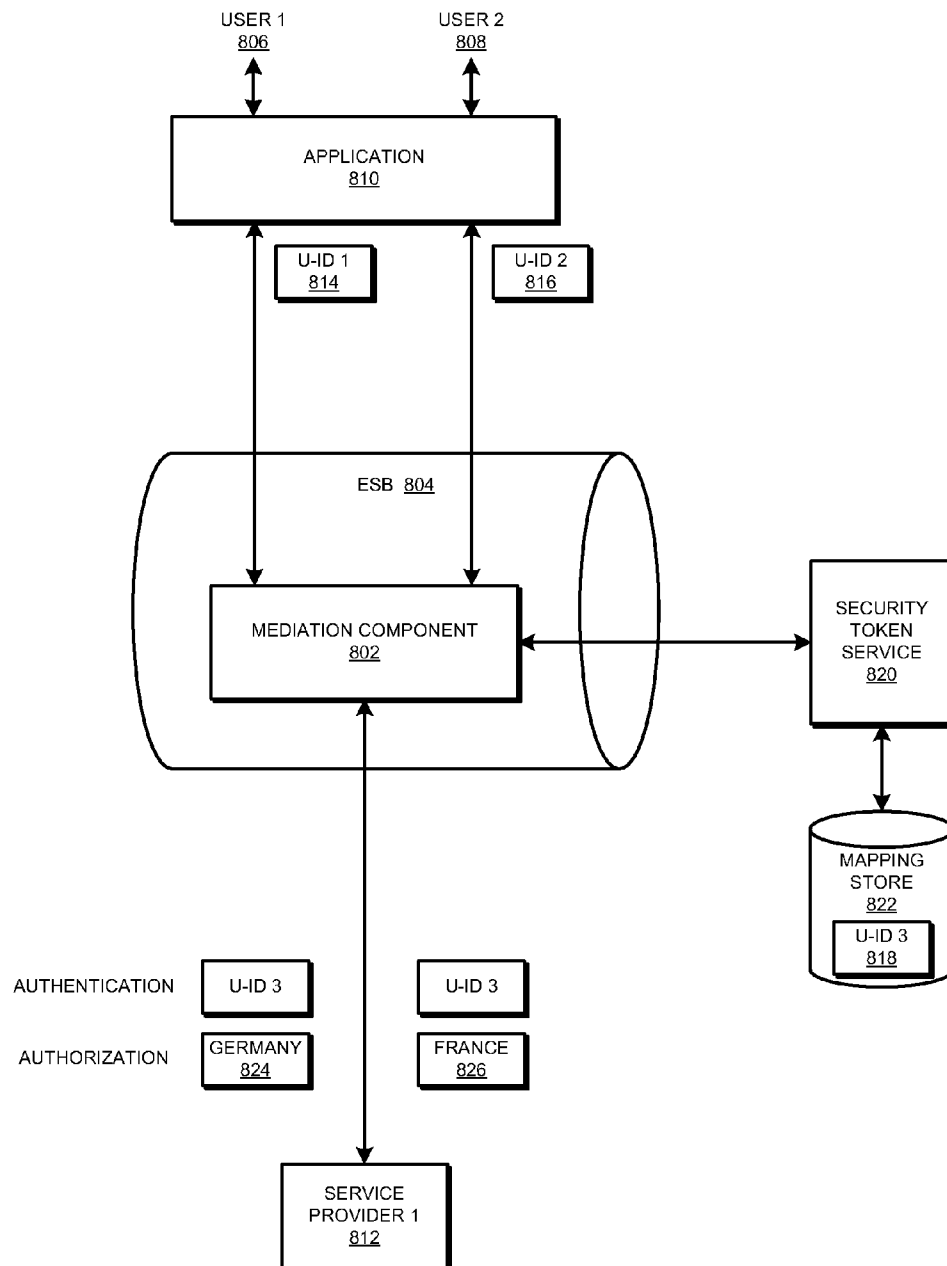 USER 1
806
USER 2
808
APPLICATION
810
U-ID 1
814
U-ID 2
816
ESB 804
MEDIATION COMPONENT
802
SECURITY
TOKEN
SERVICE
820
MAPPING
STORE
822
U-ID 3
818
AUTHENTICATION
U-ID 3
U-ID 3
AUTHORIZATION
GERMANY
824
FRANCE
826
SERVICE
PROVIDER 1
812